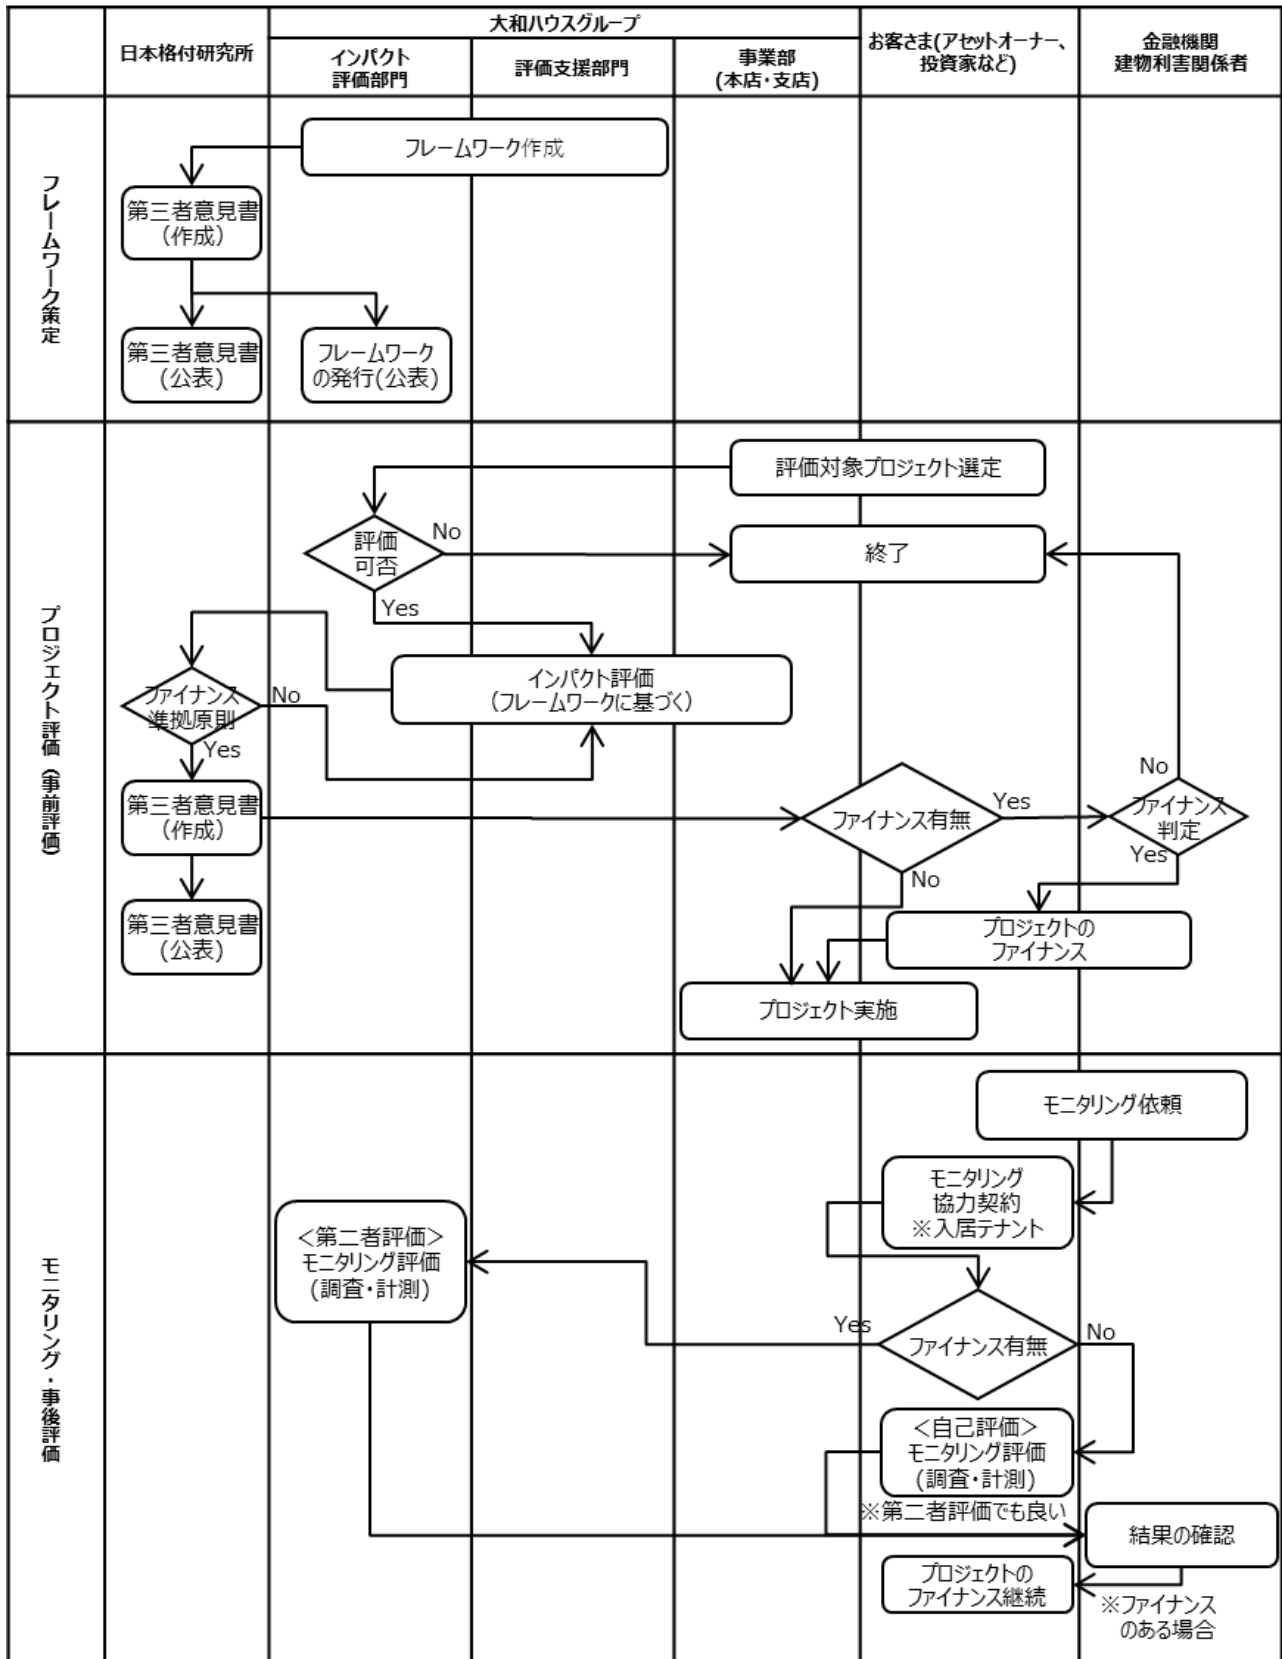 大和ハウスグループ
日本格付研究所
インパクト
評価部門
評価支援部門
事業部
(本店・支店)
お客さま(アセットオーナー、
投資家など)
金融機関
建物利害関係者
フレームワーク策定
フレームワーク作成
第三者意見書
(作成)
第三者意見書
(公表)
フレームワーク
の発行(公表)
プロジェクト評価(事前評価)
評価対象プロジェクト選定
評価
可否
No
終了
Yes
インパクト評価
(フレームワークに基づく)
ファイナンス
準拠原則
No
Yes
第三者意見書
(作成)
ファイナンス有無
Yes
No
ファイナンス
判定
No
Yes
第三者意見書
(公表)
プロジェクトの
ファイナンス
プロジェクト実施
モニタリング・事後評価
モニタリング依頼
モニタリング
協力契約
※入居テナント
<第二者評価>
モニタリング評価
(調査・計測)
Yes
ファイナンス有無
No
<自己評価>
モニタリング評価
(調査・計測)
※第二者評価でも良い
結果の確認
プロジェクトの
ファイナンス継続
※ファイナンス
のある場合